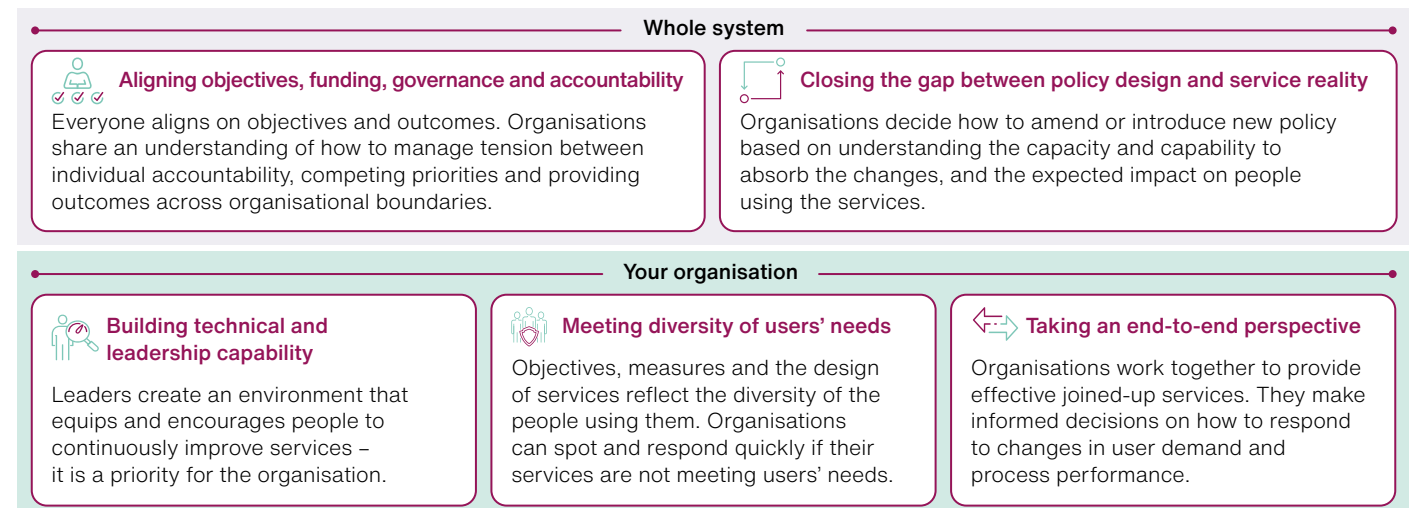 Whole system
Aligning objectives, funding, governance and accountability
Everyone aligns on objectives and outcomes. Organisations
share an understanding of how to manage tension between
individual accountability, competing priorities and providing
outcomes across organisational boundaries.
Closing the gap between policy design and service reality
Organisations decide how to amend or introduce new policy
based on understanding the capacity and capability to
absorb the changes, and the expected impact on people
using the services.
Your organisation
Building technical and
leadership capability
Leaders create an environment that
equips and encourages people to
continuously improve services –
it is a priority for the organisation.
Meeting diversity of users’ needs
Objectives, measures and the design
of services reflect the diversity of the
people using them. Organisations
can spot and respond quickly if their
services are not meeting users’ needs.
Taking an end-to-end perspective
Organisations work together to provide
effective joined-up services. They make
informed decisions on how to respond
to changes in user demand and
process performance.